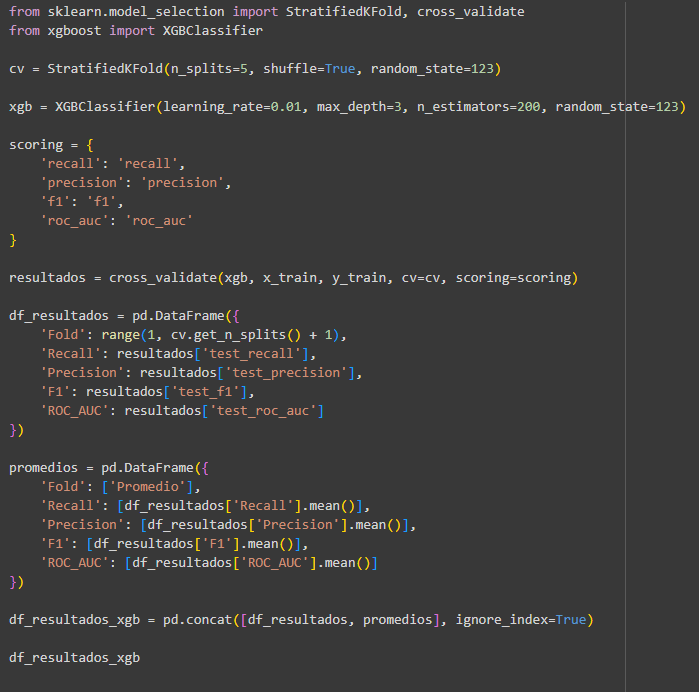 from sklearn.model_selection import StratifiedKFold, cross_validate
from xgboost import XGBClassifier

cv = StratifiedKFold(n_splits=5, shuffle=True, random_state=123)

xgb = XGBClassifier(learning_rate=0.01, max_depth=3, n_estimators=200, random_state=123)

scoring = {
    'recall': 'recall',
    'precision': 'precision',
    'f1': 'f1',
    'roc_auc': 'roc_auc'
}

resultados = cross_validate(xgb, x_train, y_train, cv=cv, scoring=scoring)

df_resultados = pd.DataFrame({
    'Fold': range(1, cv.get_n_splits() + 1),
    'Recall': resultados['test_recall'],
    'Precision': resultados['test_precision'],
    'F1': resultados['test_f1'],
    'ROC_AUC': resultados['test_roc_auc']
})

promedios = pd.DataFrame({
    'Fold': ['Promedio'],
    'Recall': [df_resultados['Recall'].mean()],
    'Precision': [df_resultados['Precision'].mean()],
    'F1': [df_resultados['F1'].mean()],
    'ROC_AUC': [df_resultados['ROC_AUC'].mean()]
})

df_resultados_xgb = pd.concat([df_resultados, promedios], ignore_index=True)

df_resultados_xgb